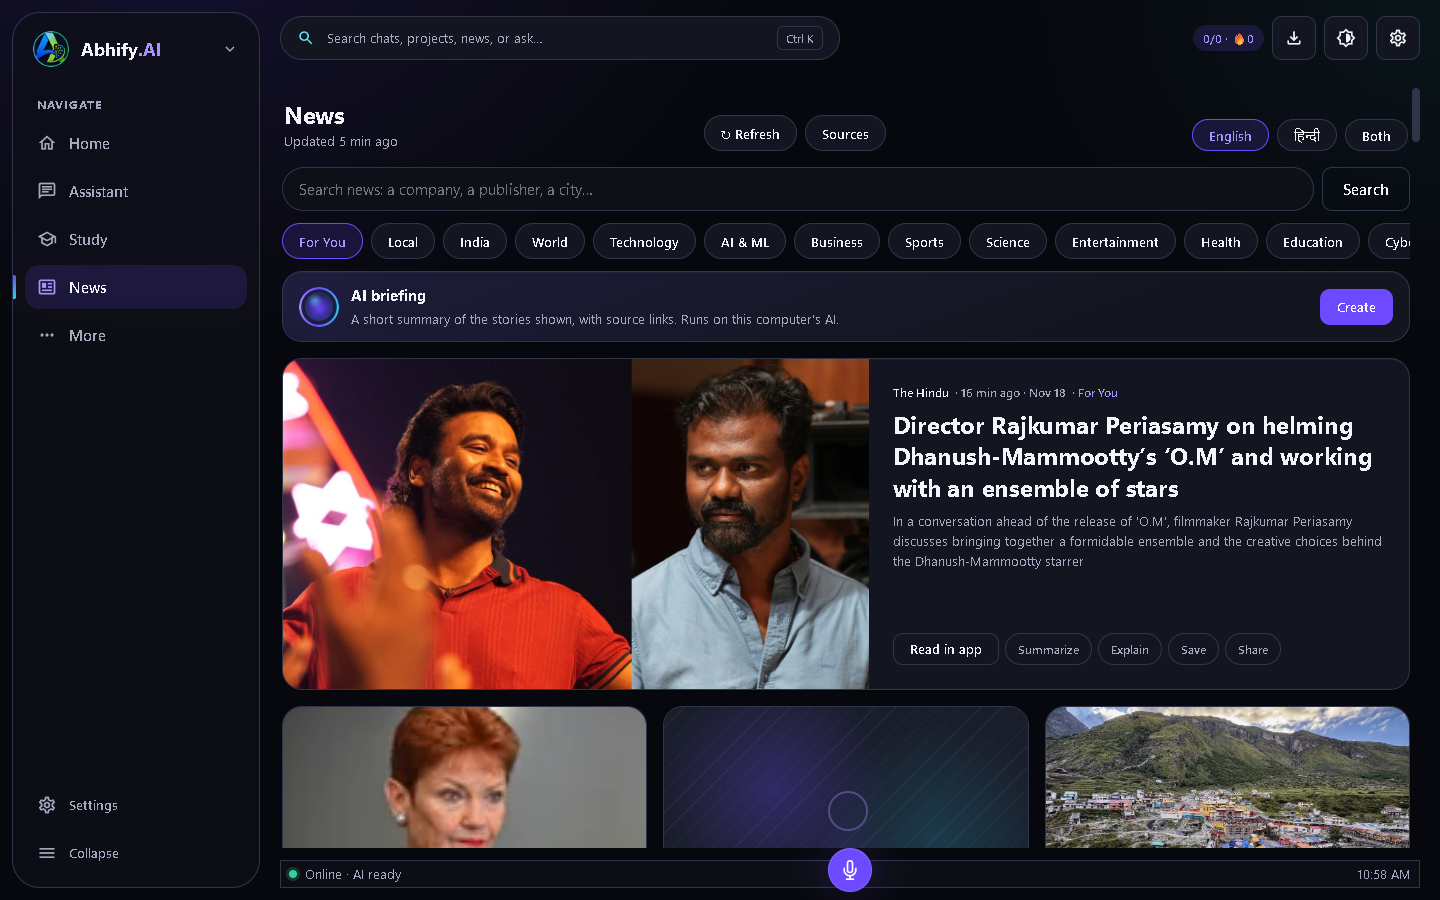 Abhify.AI
Search chats, projects, news, or ask...
Ctrl K
0/0 · 🔥 0
NAVIGATE
Home
Assistant
Study
News
More
Settings
Collapse
News
Updated 5 min ago
↻ Refresh
Sources
English
हिन्दी
Both
Search news: a company, a publisher, a city...
Search
For You
Local
India
World
Technology
AI & ML
Business
Sports
Science
Entertainment
Health
Education
AI briefing
A short summary of the stories shown, with source links. Runs on this computer's AI.
Create
The Hindu · 16 min ago · Nov 18 · For You
Director Rajkumar Periasamy on helming
Dhanush-Mammootty’s ‘O.M’ and working
with an ensemble of stars
In a conversation ahead of the release of 'O.M', filmmaker Rajkumar Periasamy
discusses bringing together a formidable ensemble and the creative choices behind
the Dhanush-Mammootty starrer
Read in app
Summarize
Explain
Save
Share
Online · AI ready
10:58 AM